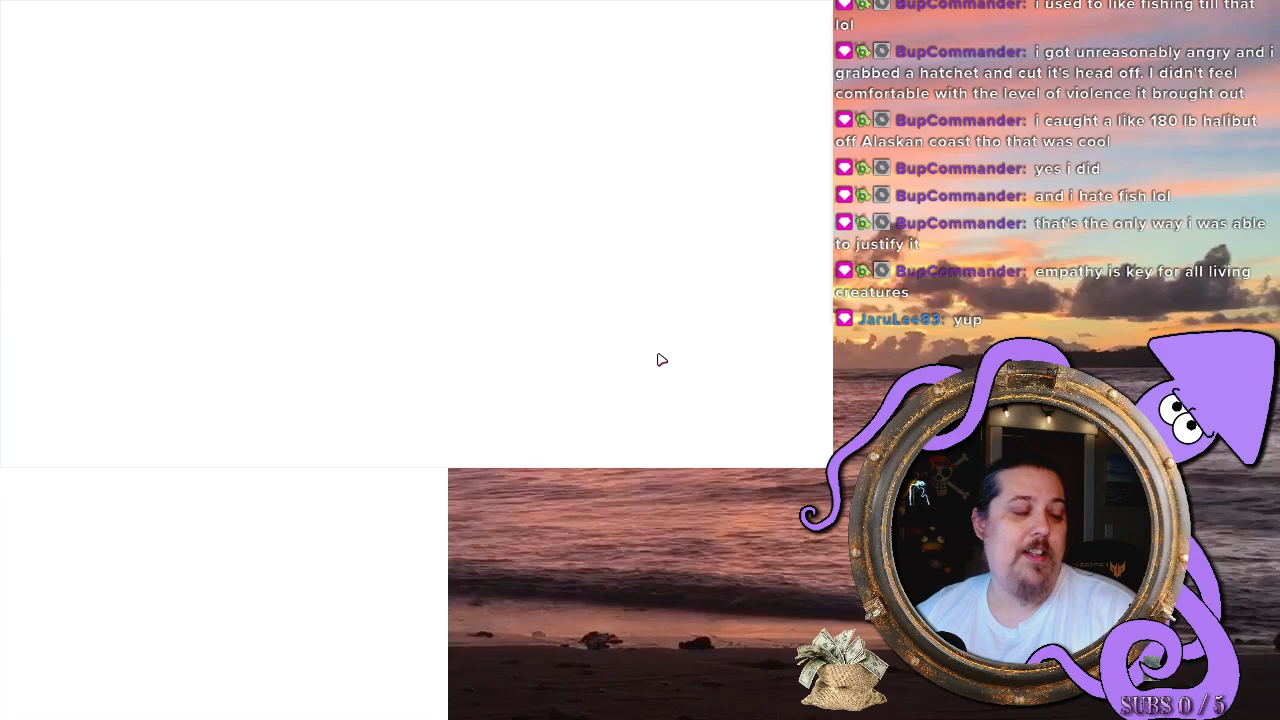 BupCommander: i used to like fishing till that
lol
BupCommander: i got unreasonably angry and i
grabbed a hatchet and cut it's head off. I didn't feel
comfortable with the level of violence it brought out
BupCommander: i caught a like 180 lb halibut
off Alaskan coast tho that was cool
BupCommander: yes i did
BupCommander: and i hate fish lol
BupCommander: that's the only way i was able
to justify it
BupCommander: empathy is key for all living
creatures
JaruLee83: yup
SUBS 0 / 5